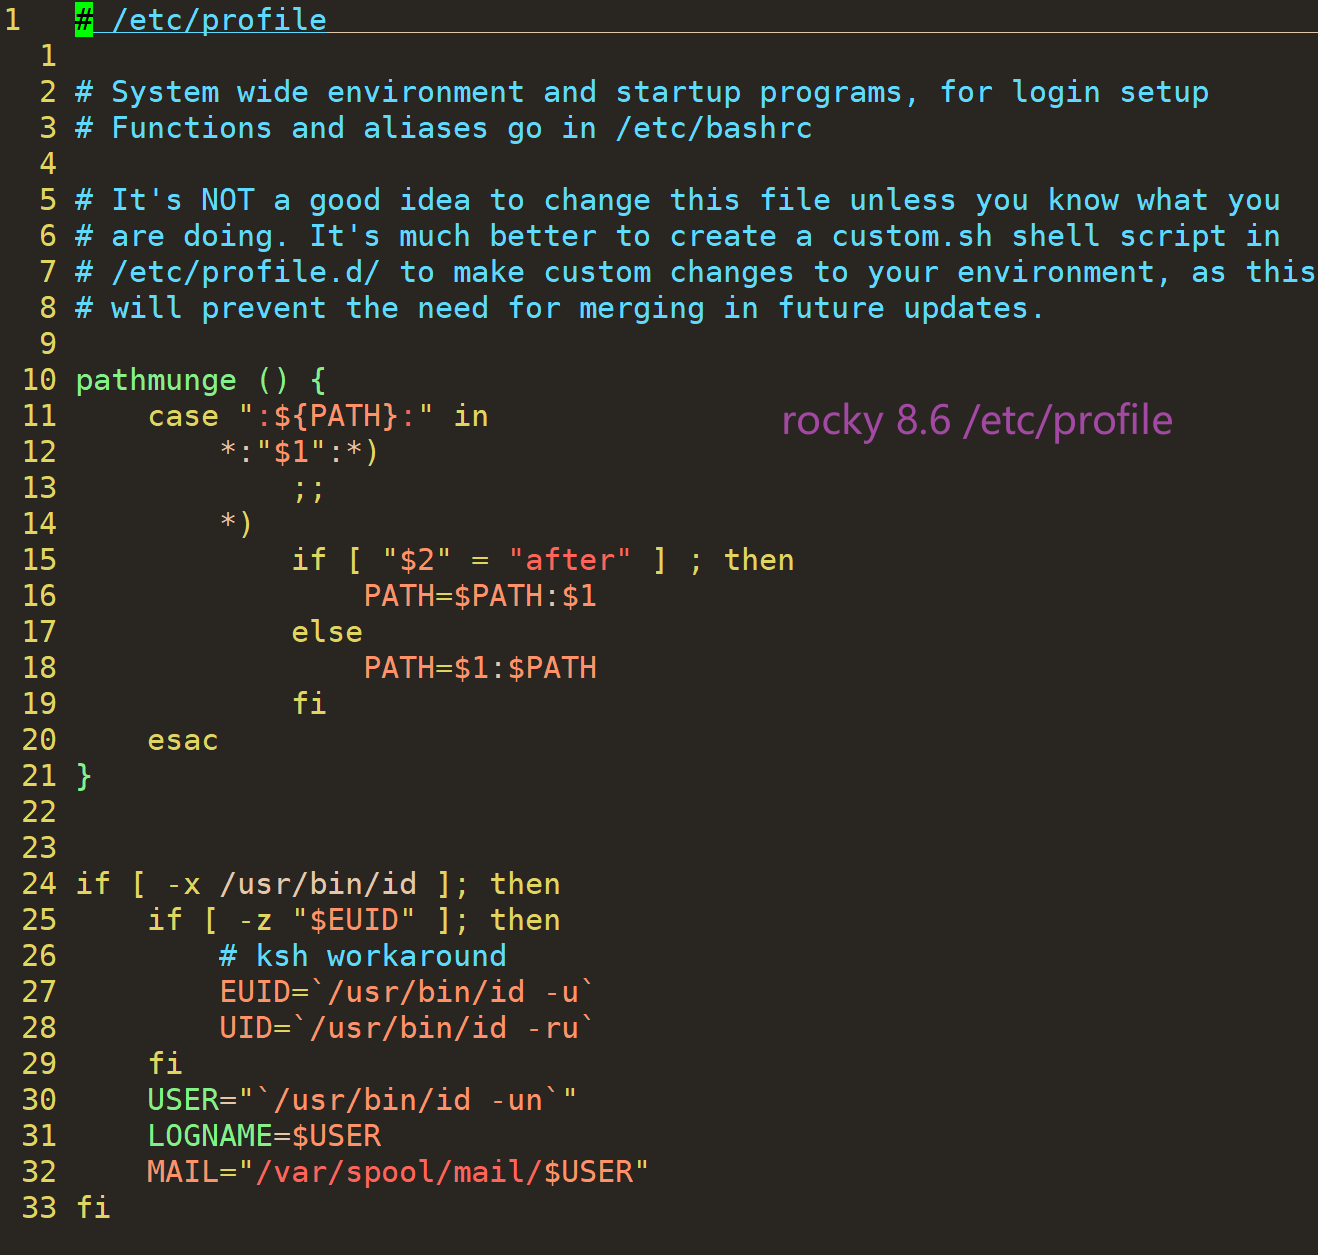 1   # /etc/profile
  1
  2 # System wide environment and startup programs, for login setup
  3 # Functions and aliases go in /etc/bashrc
  4
  5 # It's NOT a good idea to change this file unless you know what you
  6 # are doing. It's much better to create a custom.sh shell script in
  7 # /etc/profile.d/ to make custom changes to your environment, as this
  8 # will prevent the need for merging in future updates.
  9
 10 pathmunge () {
 11     case ":${PATH}:" in
rocky 8.6 /etc/profile
 12         *:"$1":*)
 13             ;;
 14         *)
 15             if [ "$2" = "after" ] ; then
 16                 PATH=$PATH:$1
 17             else
 18                 PATH=$1:$PATH
 19             fi
 20     esac
 21 }
 22
 23
 24 if [ -x /usr/bin/id ]; then
 25     if [ -z "$EUID" ]; then
 26         # ksh workaround
 27         EUID=`/usr/bin/id -u`
 28         UID=`/usr/bin/id -ru`
 29     fi
 30     USER="`/usr/bin/id -un`"
 31     LOGNAME=$USER
 32     MAIL="/var/spool/mail/$USER"
 33 fi